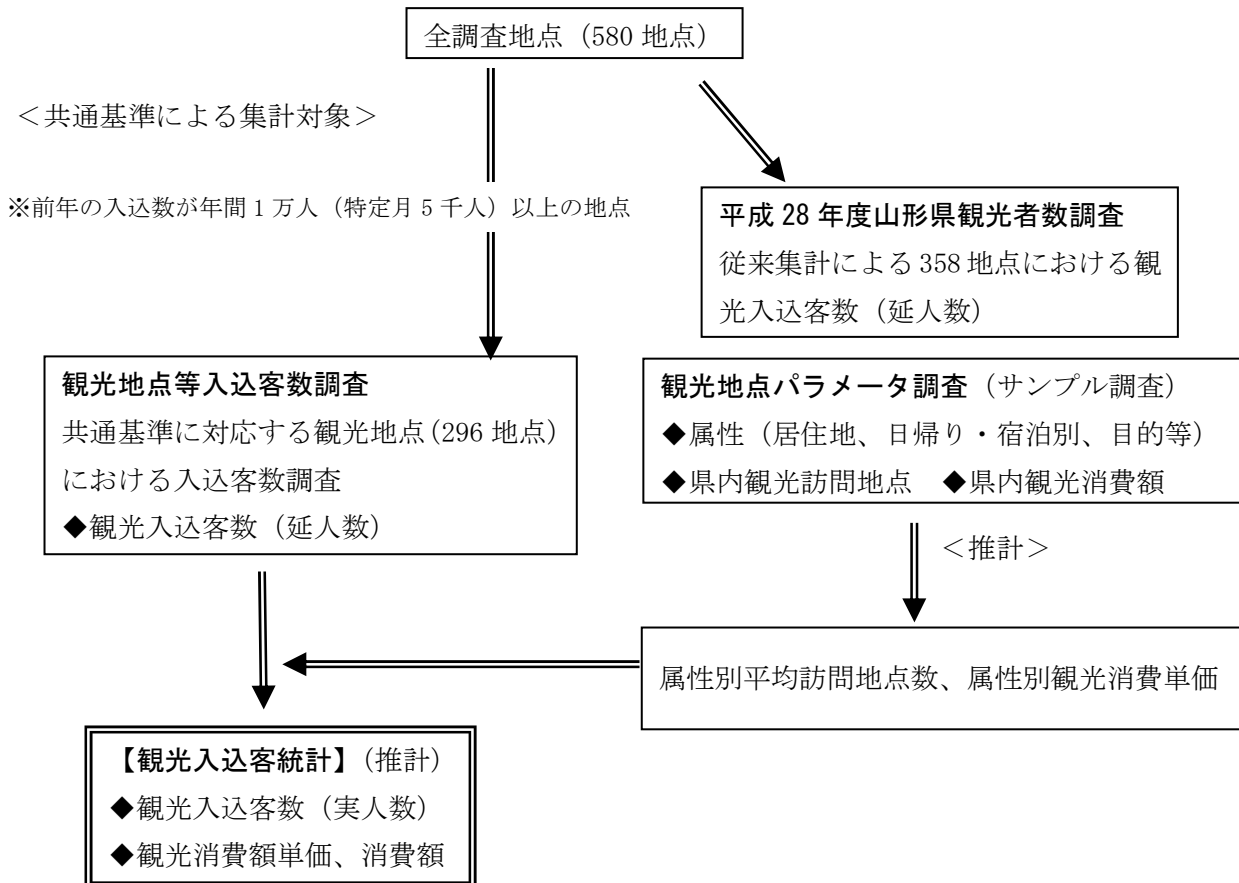 全調査地点（580 地点）
＜共通基準による集計対象＞
※前年の入込数が年間 1 万人（特定月 5 千人）以上の地点
平成 28 年度山形県観光者数調査
従来集計による 358 地点における観
光入込客数（延人数）
観光地点等入込客数調査
共通基準に対応する観光地点(296 地点)
における入込客数調査
◆観光入込客数（延人数）
観光地点パラメータ調査（サンプル調査）
◆属性（居住地、日帰り・宿泊別、目的等）
◆県内観光訪問地点　◆県内観光消費額
＜推計＞
属性別平均訪問地点数、属性別観光消費単価
【観光入込客統計】（推計）
◆観光入込客数（実人数）
◆観光消費額単価、消費額